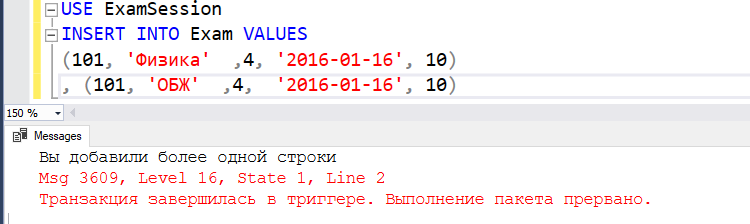 USE ExamSession
INSERT INTO Exam VALUES
(101, 'Физика' ,4, '2016-01-16', 10)
, (101, 'ОБЖ' ,4, '2016-01-16', 10)
150 %
Messages
Вы добавили более одной строки
Msg 3609, Level 16, State 1, Line 2
Транзакция завершилась в триггере. Выполнение пакета прервано.